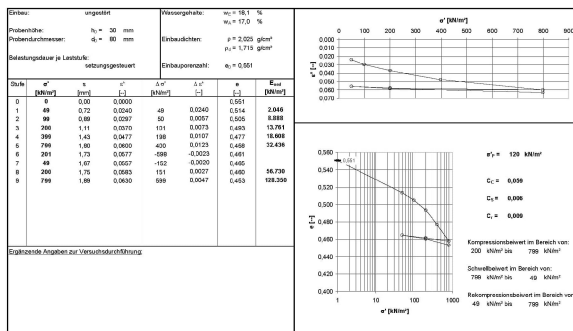 Einbau: ungestört
Wassergehalte: wE = 18,1 %
wA = 17,0 %
Probenhöhe: h0 = 30 mm
Probendurchmesser: d0 = 80 mm
Einbaudichten: ρ = 2,025 g/cm³
ρd = 1,715 g/cm³
Belastungsdauer je Laststufe:
setzungsgesteuert
Einbauporenzahl: e0 = 0,551
Stufe σ' s ε' Δ σ' Δ ε' e Eoed
[kN/m²] [mm] [--] [kN/m²] [--] [--] [kN/m²]
0 0 0,00 0,0000 0,551
1 49 0,72 0,0240 49 0,0240 0,514 2.046
2 99 0,89 0,0297 50 0,0057 0,505 8.888
3 200 1,11 0,0370 101 0,0073 0,493 13.761
4 399 1,43 0,0477 198 0,0107 0,477 18.608
5 799 1,80 0,0600 400 0,0123 0,458 32.436
6 201 1,73 0,0577 -598 -0,0023 0,461
7 49 1,67 0,0557 -152 -0,0020 0,465
8 200 1,75 0,0583 151 0,0027 0,460 56.730
9 799 1,89 0,0630 599 0,0047 0,453 128.350
Ergänzende Angaben zur Versuchsdurchführung:
σ' [kN/m²]
0 200 400 600 800
0.000
0.010
0.020
0.030
0.040
0.050
0.060
0.070
ε' [--]
0,560
0,551
0,540
0,520
0,500
0,480
0,460
0,440
0,420
0,400
e [--]
1 10 100 1000
σ' [kN/m²]
σ'P = 120 kN/m²
CC = 0,059
CS = 0,006
Cr = 0,009
Kompressionsbeiwert im Bereich von:
200 kN/m² bis 799 kN/m²
Schwellbeiwert im Bereich von:
799 kN/m² bis 49 kN/m²
Rekompressionsbeiwert im Bereich von
49 kN/m² bis 799 kN/m²